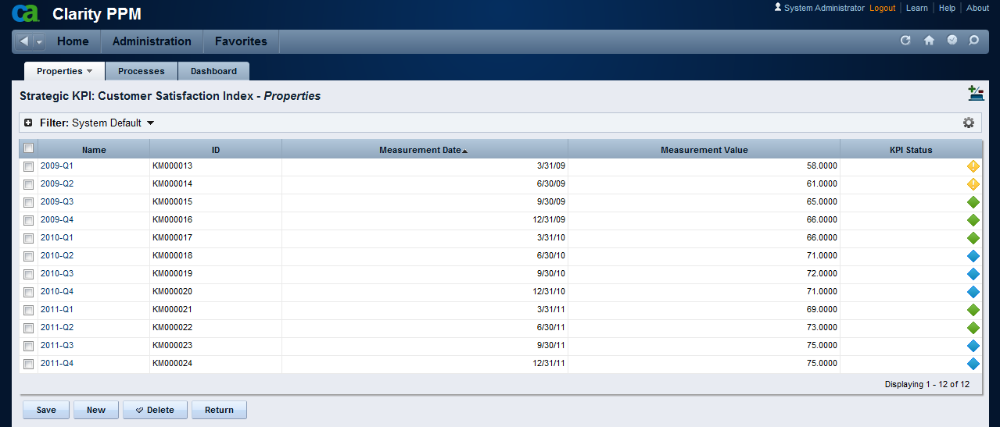 ca Clarity PPM
System Administrator Logout Learn Help About
Home Administration Favorites
Properties Processes Dashboard
Strategic KPI: Customer Satisfaction Index - Properties
Filter: System Default
Name ID Measurement Date Measurement Value KPI Status
2009-Q1 KM000013 3/31/09 58.0000
2009-Q2 KM000014 6/30/09 61.0000
2009-Q3 KM000015 9/30/09 65.0000
2009-Q4 KM000016 12/31/09 66.0000
2010-Q1 KM000017 3/31/10 66.0000
2010-Q2 KM000018 6/30/10 71.0000
2010-Q3 KM000019 9/30/10 72.0000
2010-Q4 KM000020 12/31/10 71.0000
2011-Q1 KM000021 3/31/11 69.0000
2011-Q2 KM000022 6/30/11 73.0000
2011-Q3 KM000023 9/30/11 75.0000
2011-Q4 KM000024 12/31/11 75.0000
Displaying 1 - 12 of 12
Save New Delete Return